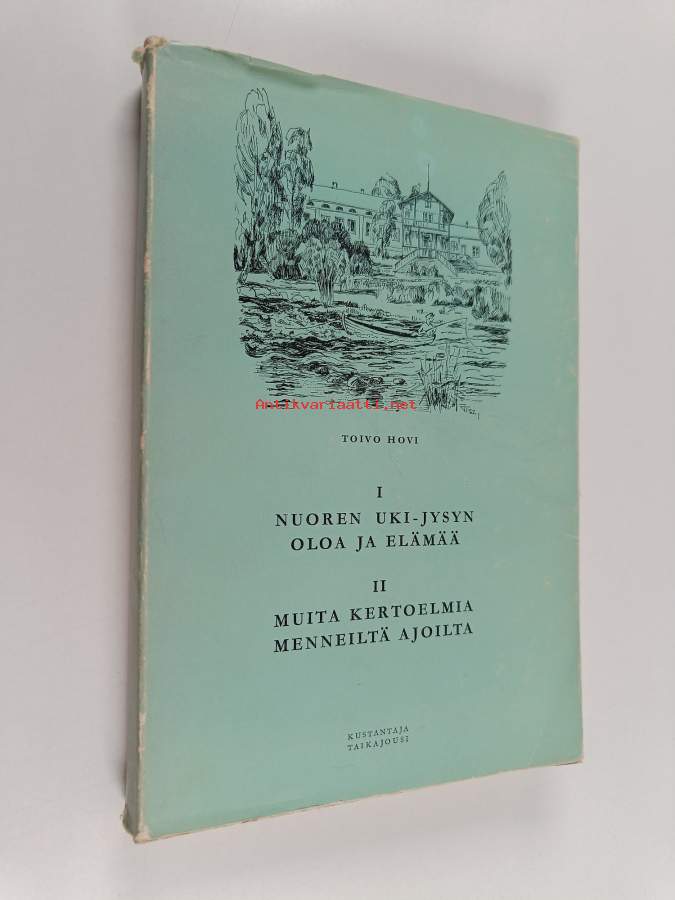 Antikvariaatti.net
TOIVO HOVI
I
NUOREN UKI-JYSYN
OLOA JA ELÄMÄÄ
II
MUITA KERTOELMIA
MENNEILTÄ AJOILTA
KUSTANTAJA
TAIKAJOUSI